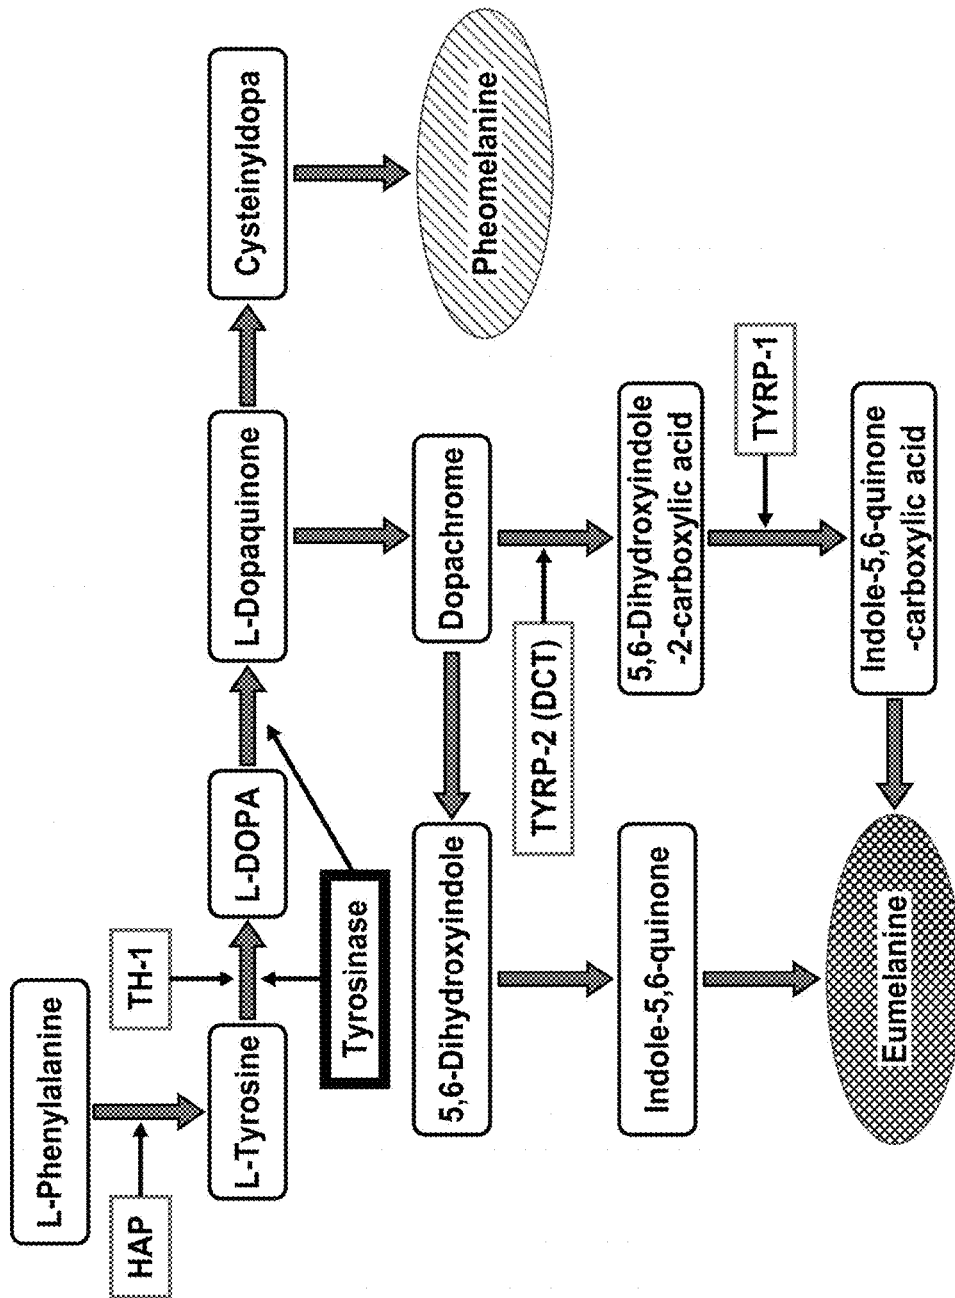 L-Phenylalanine
HAP
TH-1
L-Tyrosine
L-DOPA
L-Dopaquinone
Cysteinyldopa
Tyrosinase
5,6-Dihydroxyindole
Dopachrome
Pheomelanine
TYRP-2 (DCT)
Indole-5,6-quinone
5,6-Dihydroxyindole
-2-carboxylic acid
TYRP-1
Eumelanine
Indole-5,6-quinone
-carboxylic acid